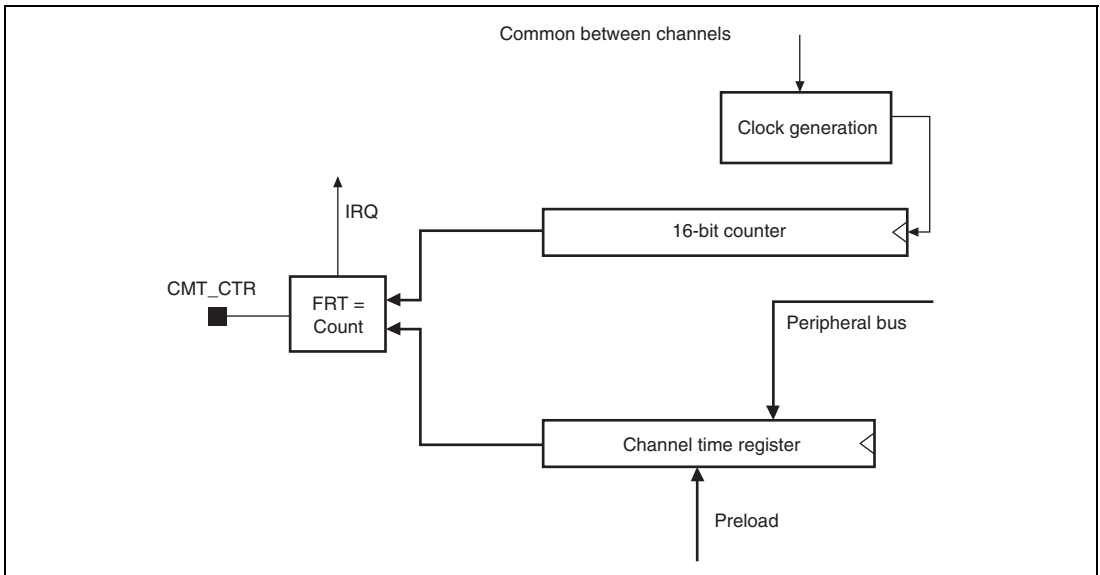 Common between channels
Clock generation
IRQ
16-bit counter
CMT_CTR
FRT =
Count
Peripheral bus
Channel time register
Preload